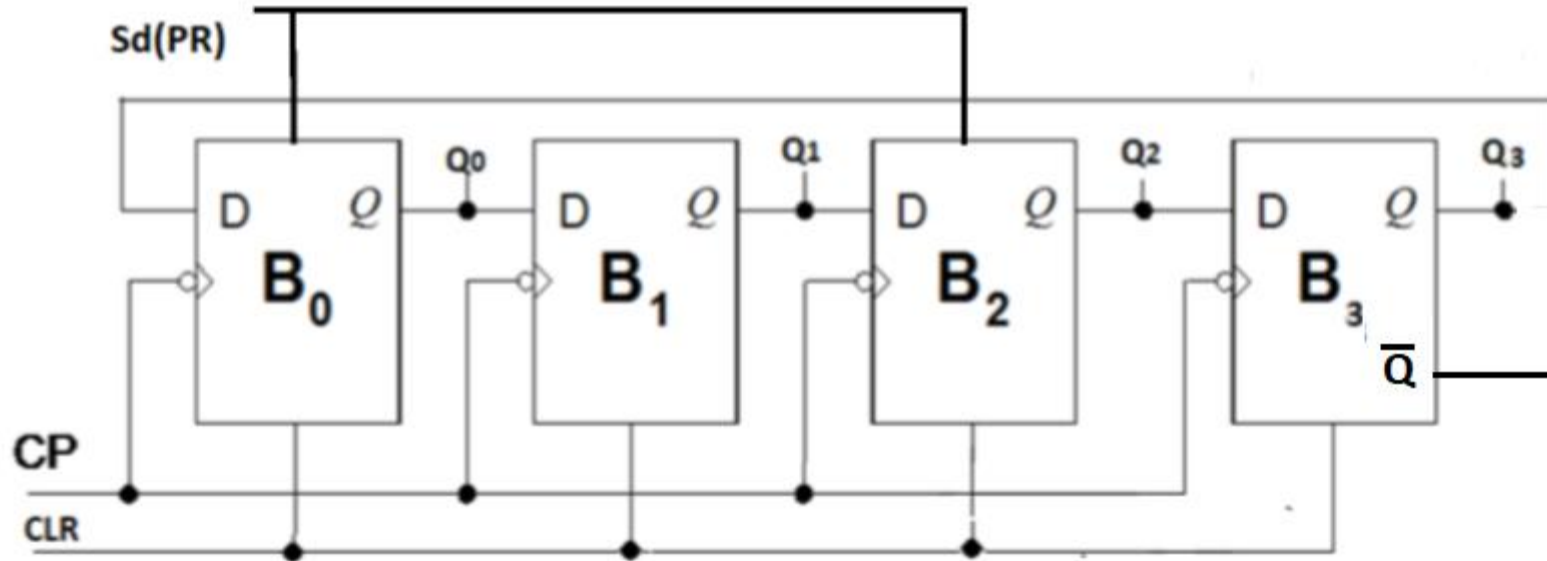 Sd(PR)
Q0 Q1 Q2 Q3
D Q D Q D Q D Q
B0 B1 B2 B3
Q̅
CP
CLR